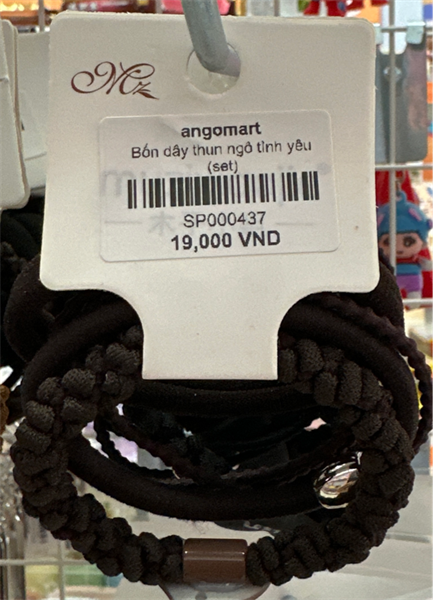 Mz
angomart
Bốn dây thun ngô tình yêu
(set)
SP000437
19,000 VND